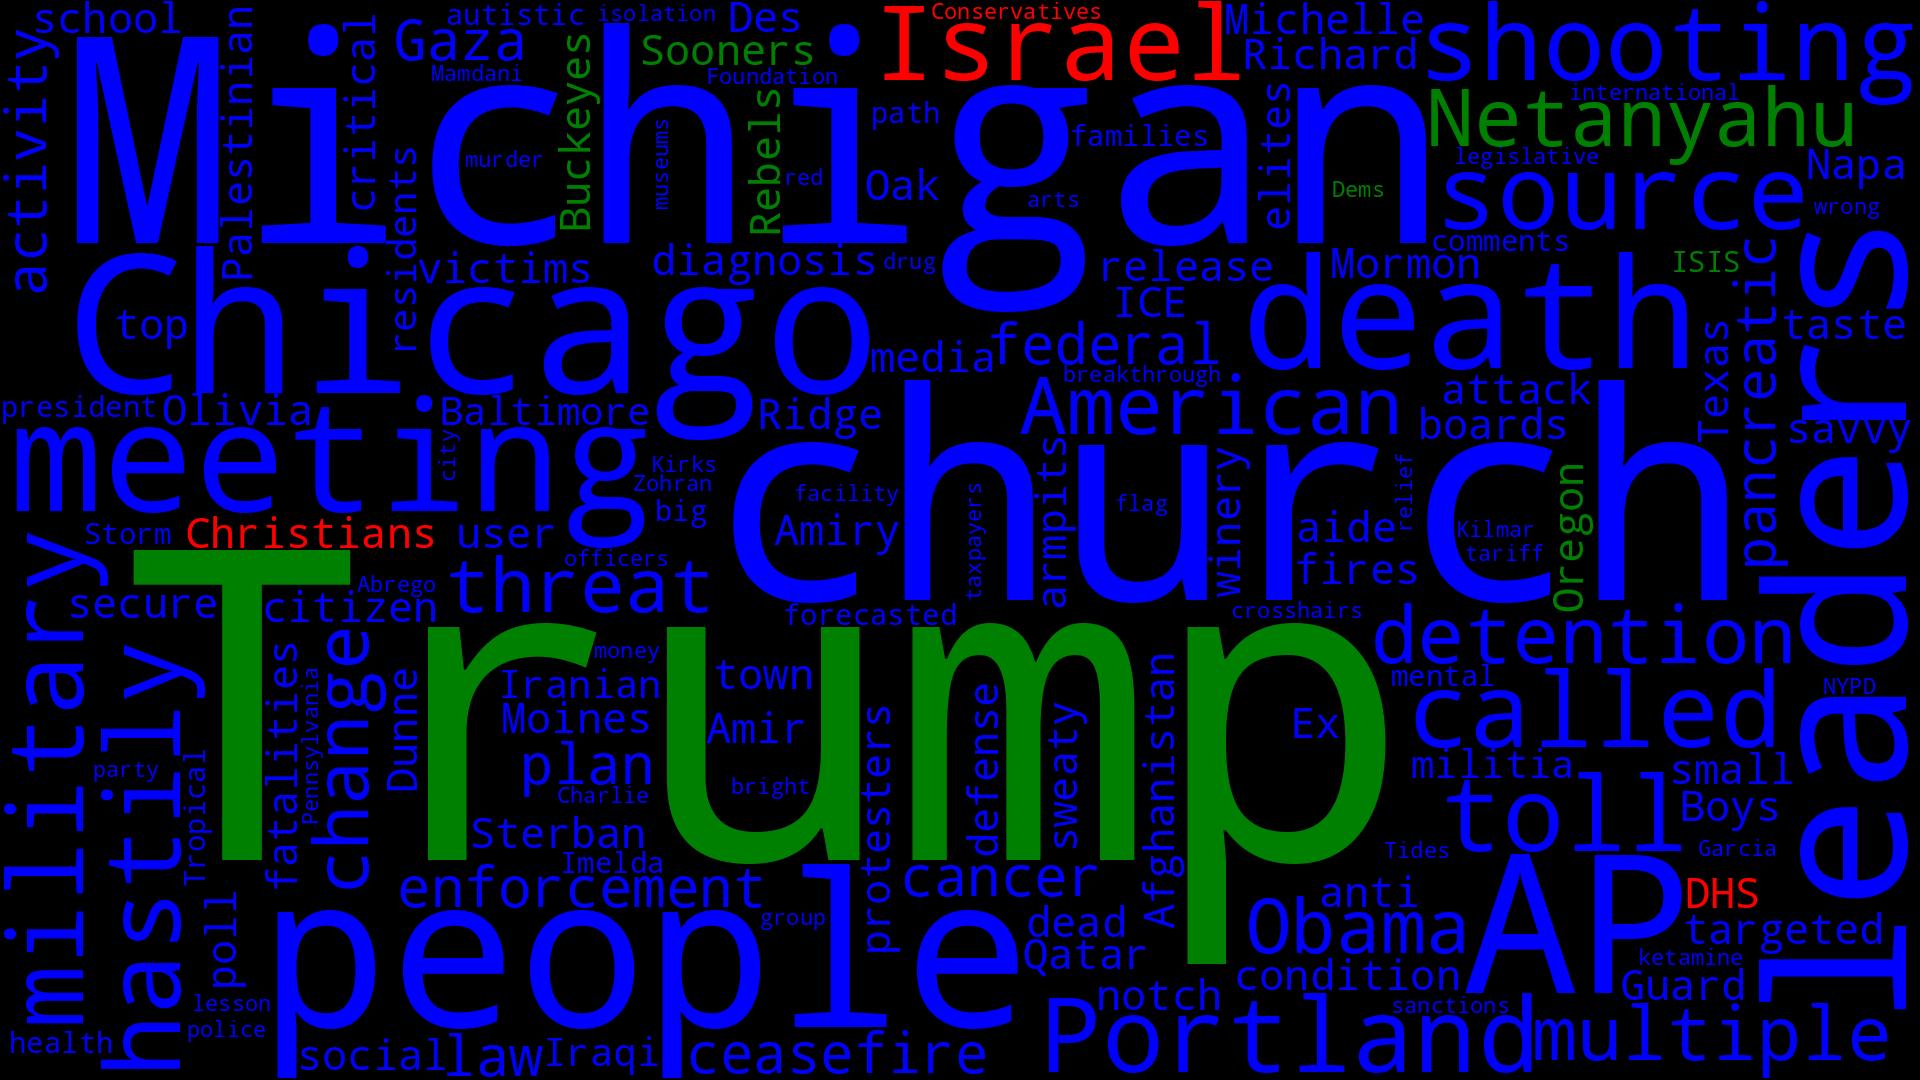 school
autistic
isolation
Des
Israel
Conservatives
Michelle
shooting
activity
Michigan
Palestinian
critical
Gaza
Mamdani
Buckeyes
Sooners
Foundation
Richard
international
Netanyahu
residents
murder
museums
Rebels
red
path
Oak
families
arts
elites
Dems
legislative
source
Napa
wrong
comments
leaders
Chicago
top
victims
diagnosis
drug
release
ICE
Mormon
death
ISIS
pancreatic
Texas
taste
media
federal
breakthrough
American
attack
boards
savvy
president
Olivia
Baltimore
Ridge
meeting
city
Kirks
Zohran
big
church
facility
Amiry
taxpayers
armpits
flag
winery
aide
relief
fires
Kilmar
tariff
Oregon
military
Storm
Christians
user
officers
hastily
secure
Abrego
citizen
threat
forecasted
crosshairs
detention
Trump
fatalities
Pennsylvania
change
Dunne
money
Iranian
Moines
plan
Charlie
town
Amir
bright
protesters
defense
sweaty
Afghanistan
Ex
mental
called
NYPD
party
Tropical
Sterban
Imelda
militia
small
toll
Boys
Tides
Garcia
enforcement
cancer
people
group
poll
dead
Qatar
Obama
anti
AP
DHS
targeted
ketamine
condition
Guard
lesson
police
health
notch
sanctions
social
law
Iraqi
ceasefire
Portland
multiple